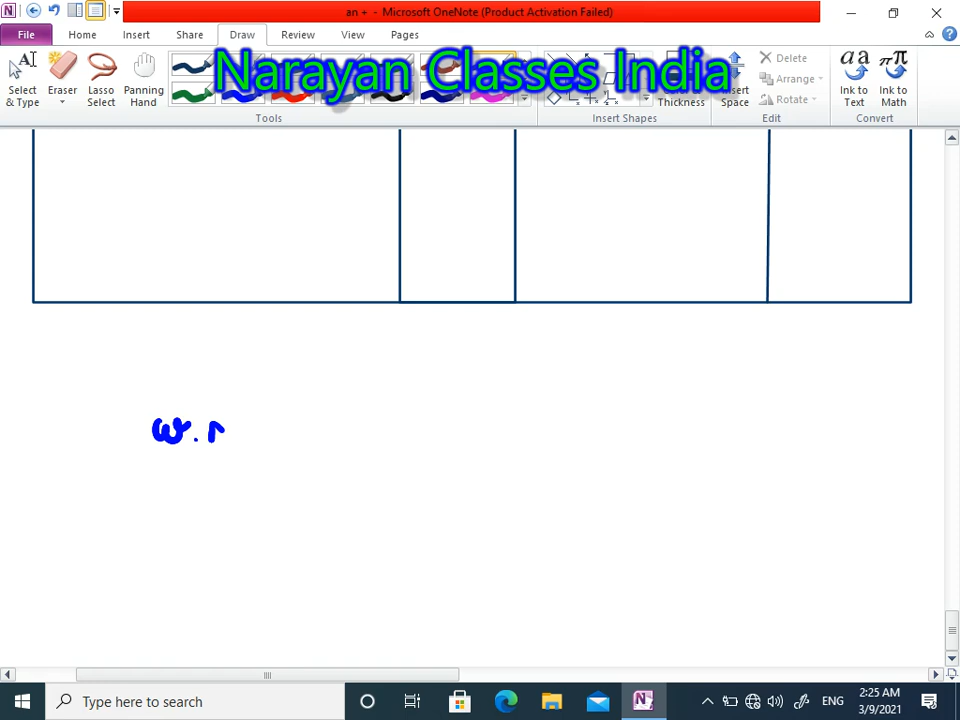 an + - Microsoft OneNote (Product Activation Failed)
File Home Insert Share Draw Review View Pages
Narayan Classes India
Select & Type
Eraser
Lasso Select
Panning Hand
Thickness
Insert Space
Delete
Arrange
Rotate
Ink to Text
Ink to Math
Tools
Insert Shapes
Edit
Convert
w.r
Type here to search
ENG
2:25 AM
3/9/2021